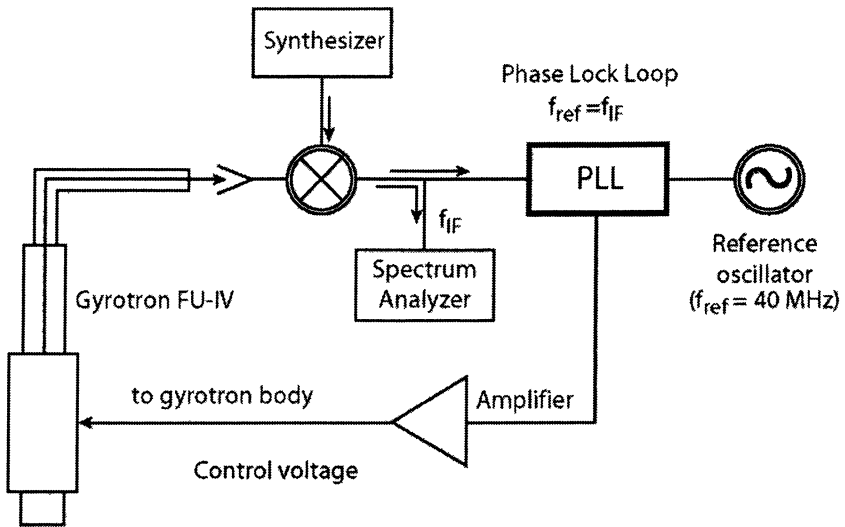 Synthesizer
Phase Lock Loop
f_ref =f_IF
PLL
f_IF
Spectrum
Analyzer
Reference
oscillator
(f_ref = 40 MHz)
Gyrotron FU-IV
to gyrotron body
Amplifier
Control voltage